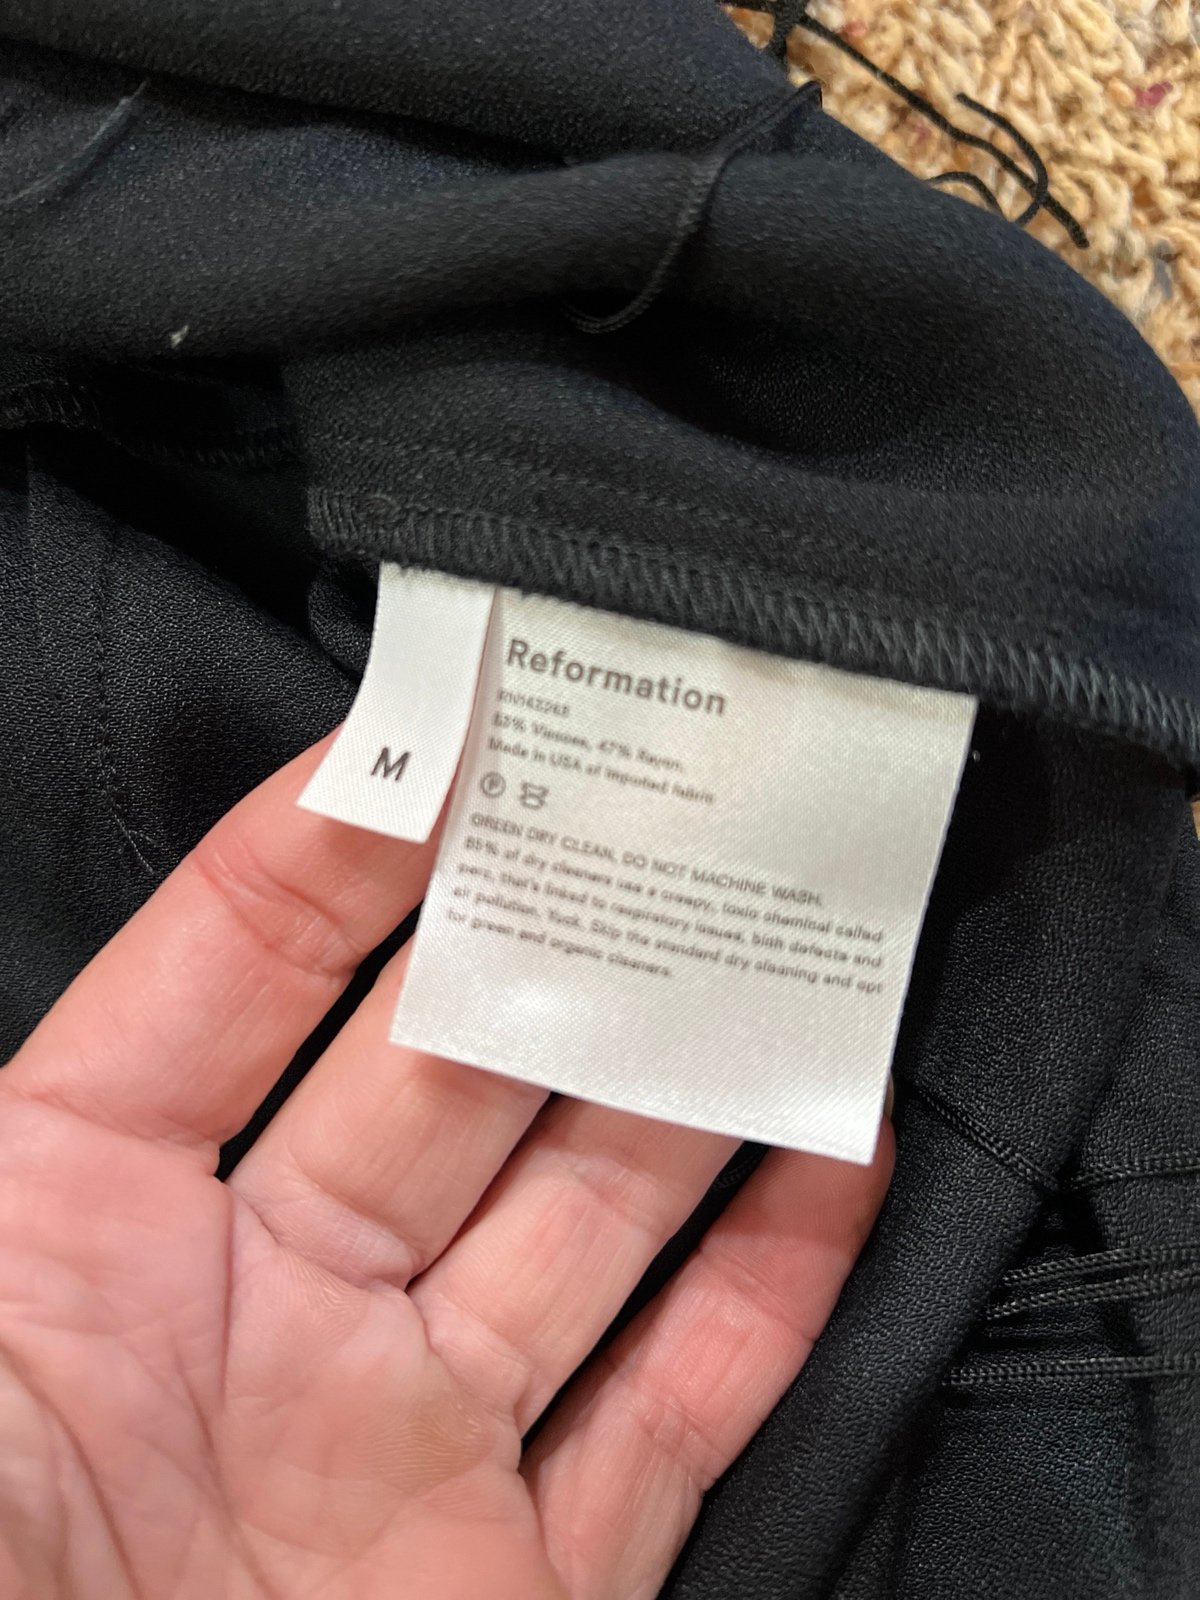 M
Reformation
53% Viscose, 47% Rayon.
Made in USA of imported fabric
P
GREEN DRY CLEAN, DO NOT MACHINE WASH.
85% of dry cleaners use a creepy, toxic chemical called
perc, that's linked to respiratory issues, birth defects and
air pollution. Yuck. Skip the standard dry cleaning and opt
for green and organic cleaners.